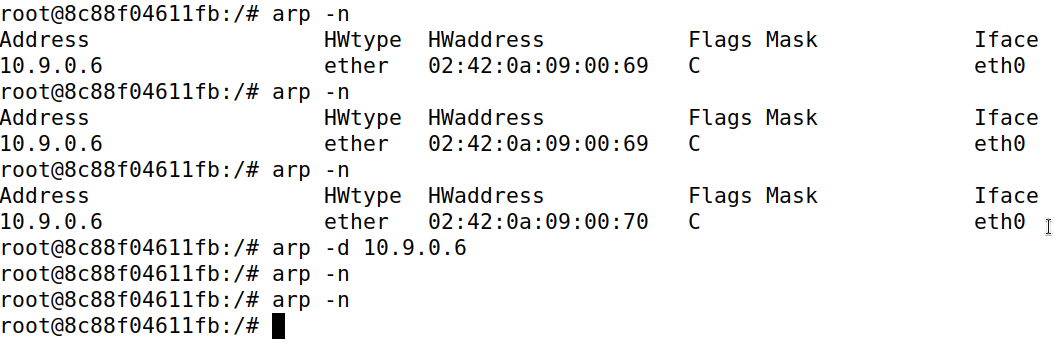 root@8c88f04611fb:/# arp -n
Address                  HWtype  HWaddress           Flags Mask            Iface
10.9.0.6                 ether   02:42:0a:09:00:69   C                     eth0
root@8c88f04611fb:/# arp -n
Address                  HWtype  HWaddress           Flags Mask            Iface
10.9.0.6                 ether   02:42:0a:09:00:69   C                     eth0
root@8c88f04611fb:/# arp -n
Address                  HWtype  HWaddress           Flags Mask            Iface
10.9.0.6                 ether   02:42:0a:09:00:70   C                     eth0
root@8c88f04611fb:/# arp -d 10.9.0.6
root@8c88f04611fb:/# arp -n
root@8c88f04611fb:/# arp -n
root@8c88f04611fb:/#